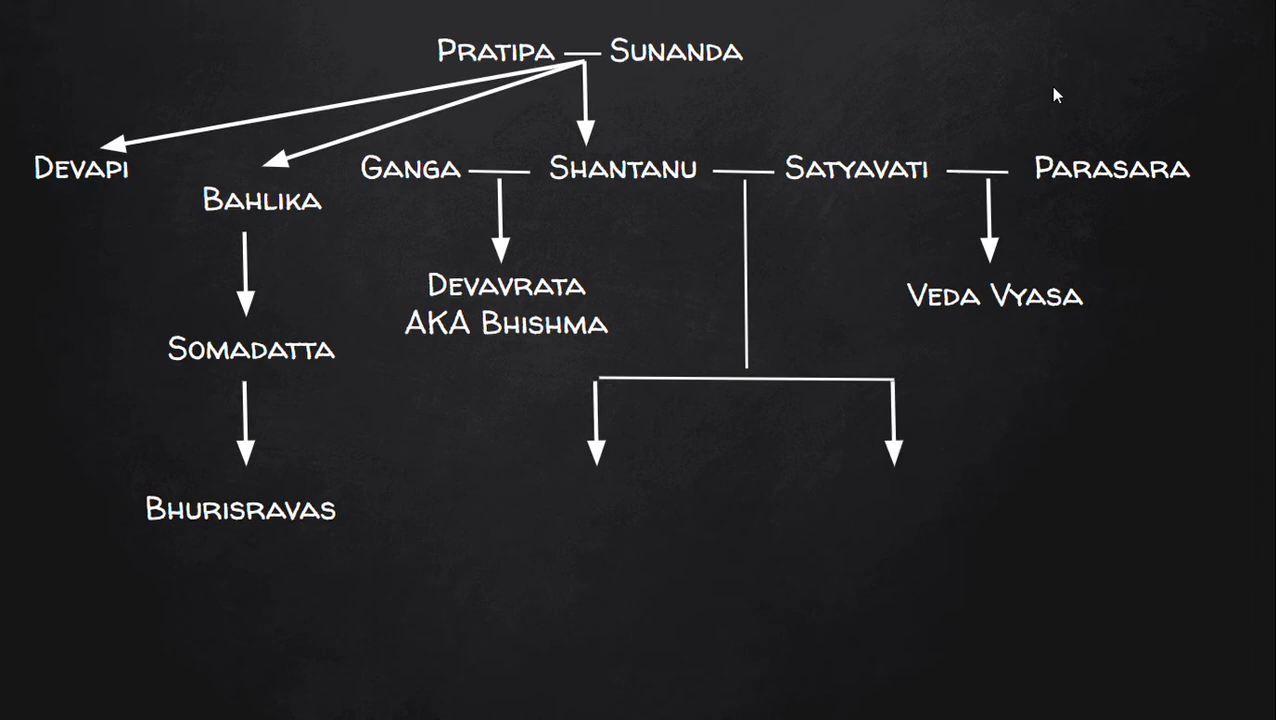 Pratipa — Sunanda
Devapi
Bahlika
Ganga — Shantanu — Satyavati — Parasara
Devavrata
AKA Bhishma
Veda Vyasa
Somadatta
Bhurisravas